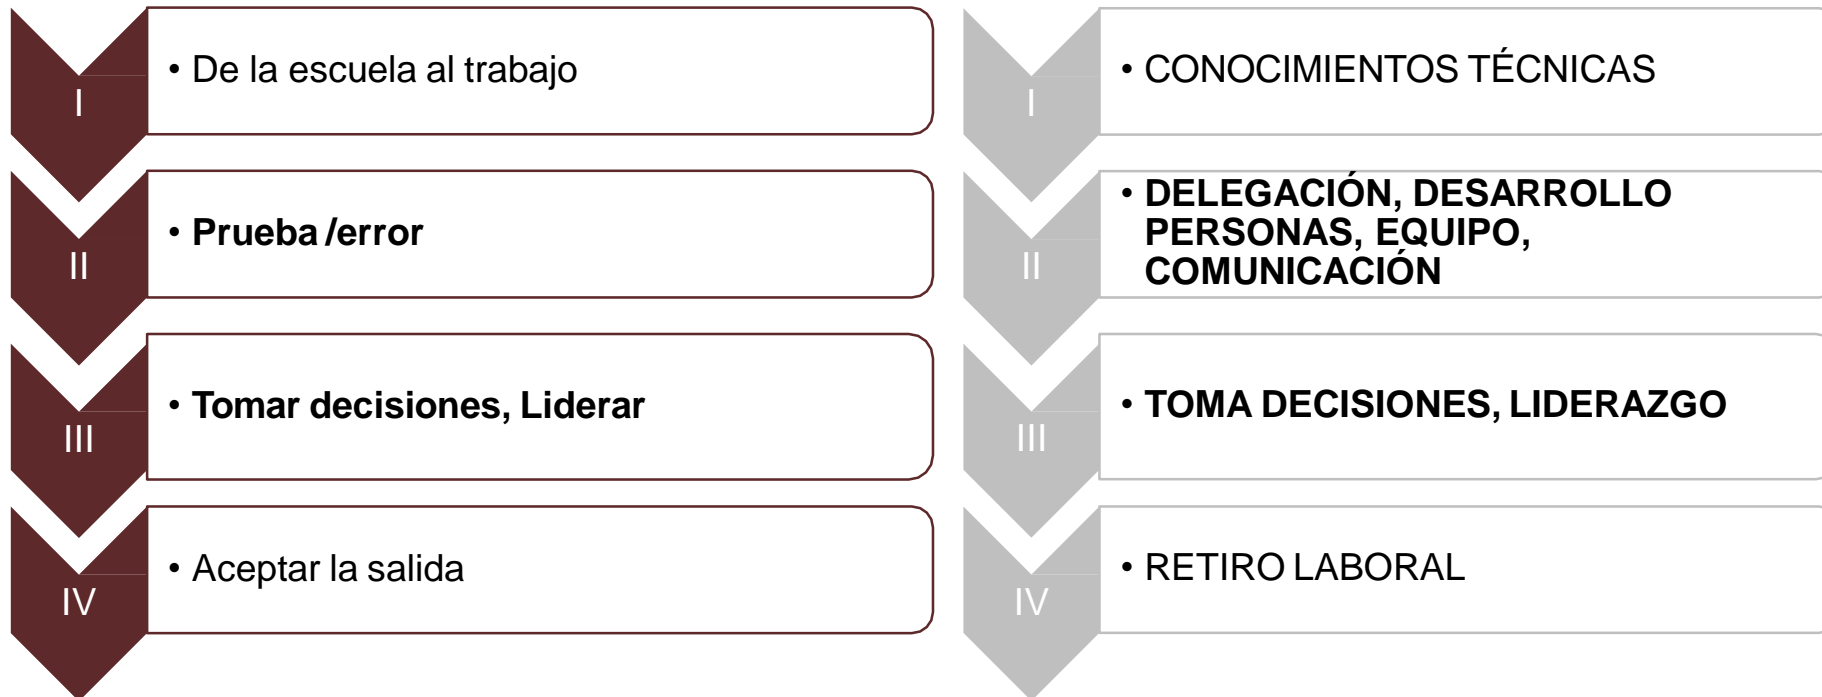 I
• De la escuela al trabajo
II
• Prueba /error
III
• Tomar decisiones, Liderar
IV
• Aceptar la salida
I
• CONOCIMIENTOS TÉCNICAS
II
• DELEGACIÓN, DESARROLLO
PERSONAS, EQUIPO,
COMUNICACIÓN
III
• TOMA DECISIONES, LIDERAZGO
IV
• RETIRO LABORAL